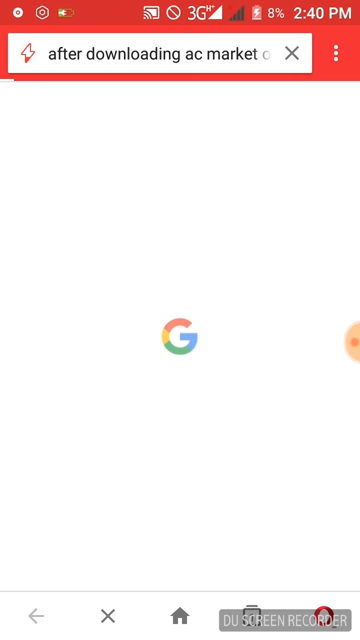 3G H+ 8% 2:40 PM
after downloading ac market
DU SCREEN RECORDER